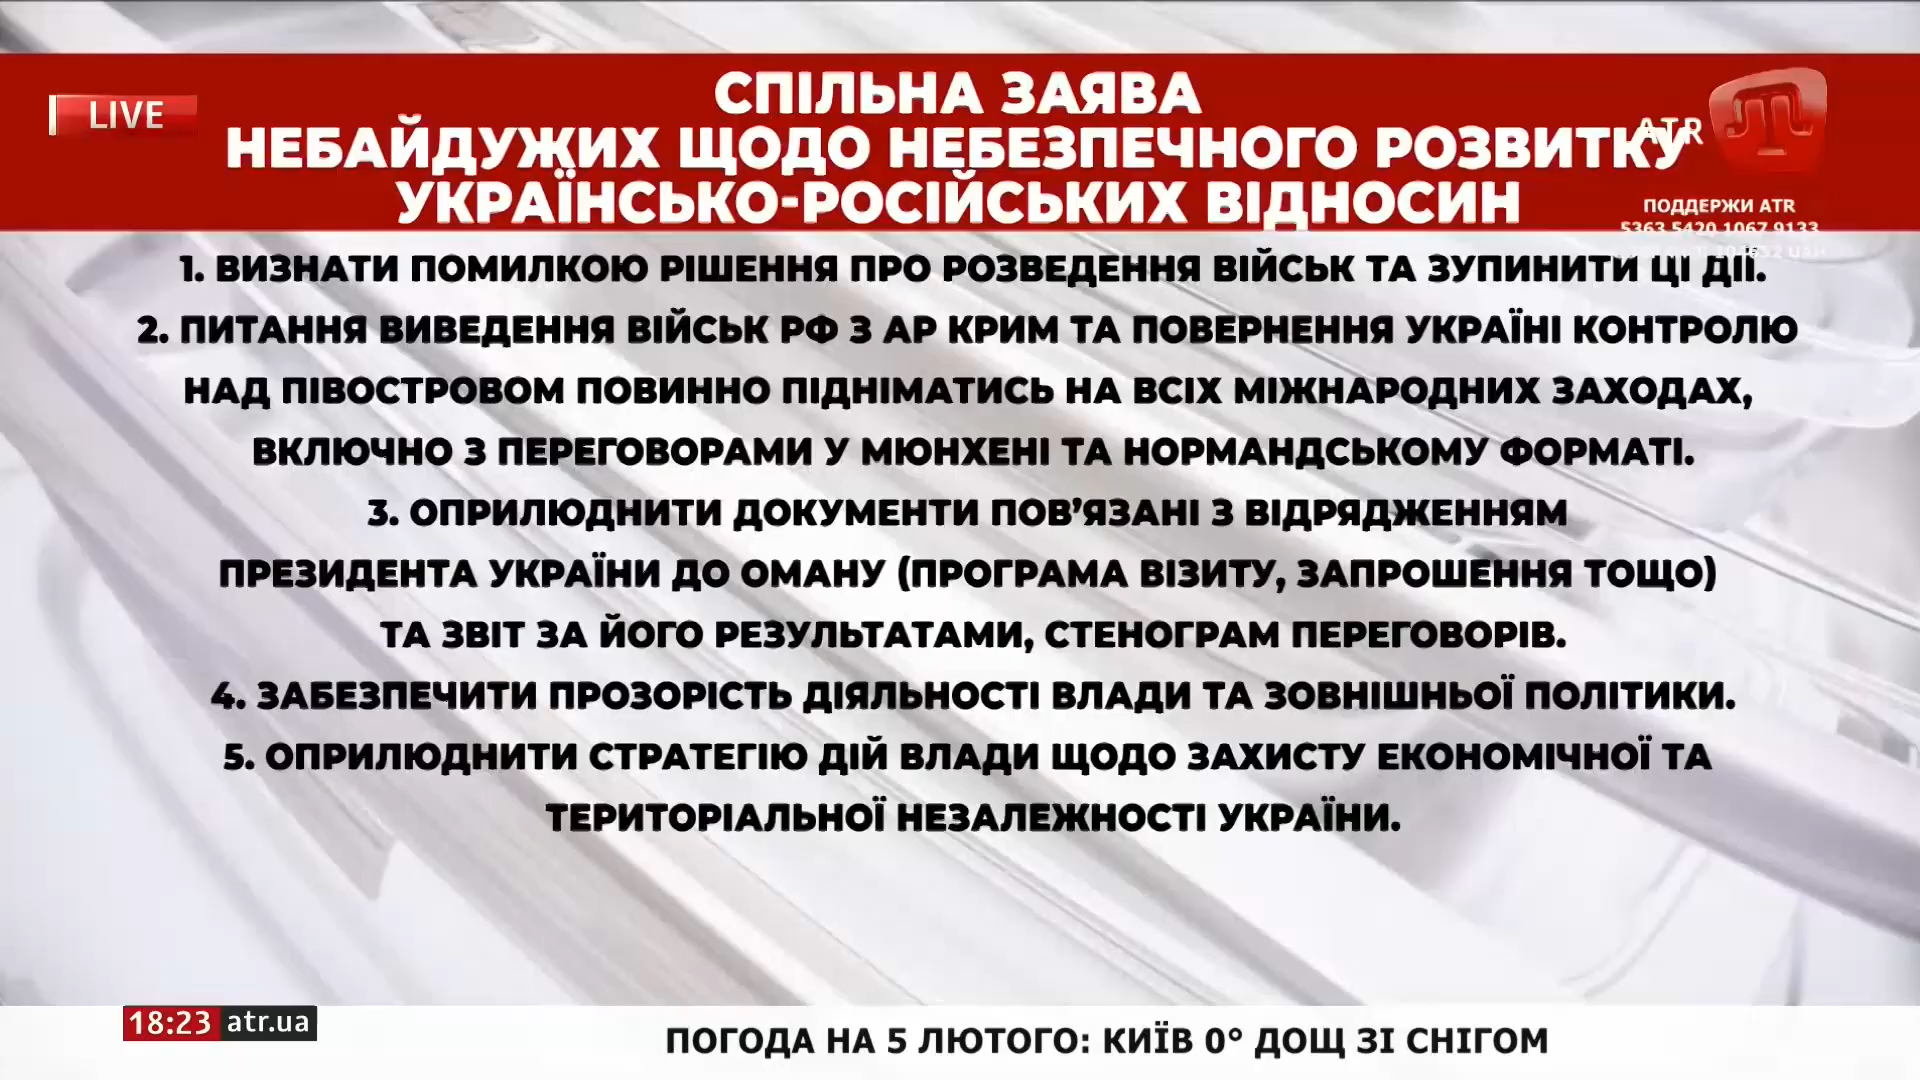 СПІЛЬНА ЗАЯВА
НЕБАЙДУЖИХ ЩОДО НЕБЕЗПЕЧНОГО РОЗВИТКУ
УКРАЇНСЬКО-РОСІЙСЬКИХ ВІДНОСИН
LIVE
ATR
ПОДДЕРЖИ ATR
5363 5420 1067 9133
1. ВИЗНАТИ ПОМИЛКОЮ РІШЕННЯ ПРО РОЗВЕДЕННЯ ВІЙСЬК ТА ЗУПИНИТИ ЦІ ДІЇ.
2. ПИТАННЯ ВИВЕДЕННЯ ВІЙСЬК РФ З АР КРИМ ТА ПОВЕРНЕННЯ УКРАЇНІ КОНТРОЛЮ
НАД ПІВОСТРОВОМ ПОВИННО ПІДНІМАТИСЬ НА ВСІХ МІЖНАРОДНИХ ЗАХОДАХ,
ВКЛЮЧНО З ПЕРЕГОВОРАМИ У МЮНХЕНІ ТА НОРМАНДСЬКОМУ ФОРМАТІ.
3. ОПРИЛЮДНИТИ ДОКУМЕНТИ ПОВ’ЯЗАНІ З ВІДРЯДЖЕННЯМ
ПРЕЗИДЕНТА УКРАЇНИ ДО ОМАНУ (ПРОГРАМА ВІЗИТУ, ЗАПРОШЕННЯ ТОЩО)
ТА ЗВІТ ЗА ЙОГО РЕЗУЛЬТАТАМИ, СТЕНОГРАМ ПЕРЕГОВОРІВ.
4. ЗАБЕЗПЕЧИТИ ПРОЗОРІСТЬ ДІЯЛЬНОСТІ ВЛАДИ ТА ЗОВНІШНЬОЇ ПОЛІТИКИ.
5. ОПРИЛЮДНИТИ СТРАТЕГІЮ ДІЙ ВЛАДИ ЩОДО ЗАХИСТУ ЕКОНОМІЧНОЇ ТА
ТЕРИТОРІАЛЬНОЇ НЕЗАЛЕЖНОСТІ УКРАЇНИ.
18:23 atr.ua
ПОГОДА НА 5 ЛЮТОГО: КИЇВ 0° ДОЩ ЗІ СНІГОМ